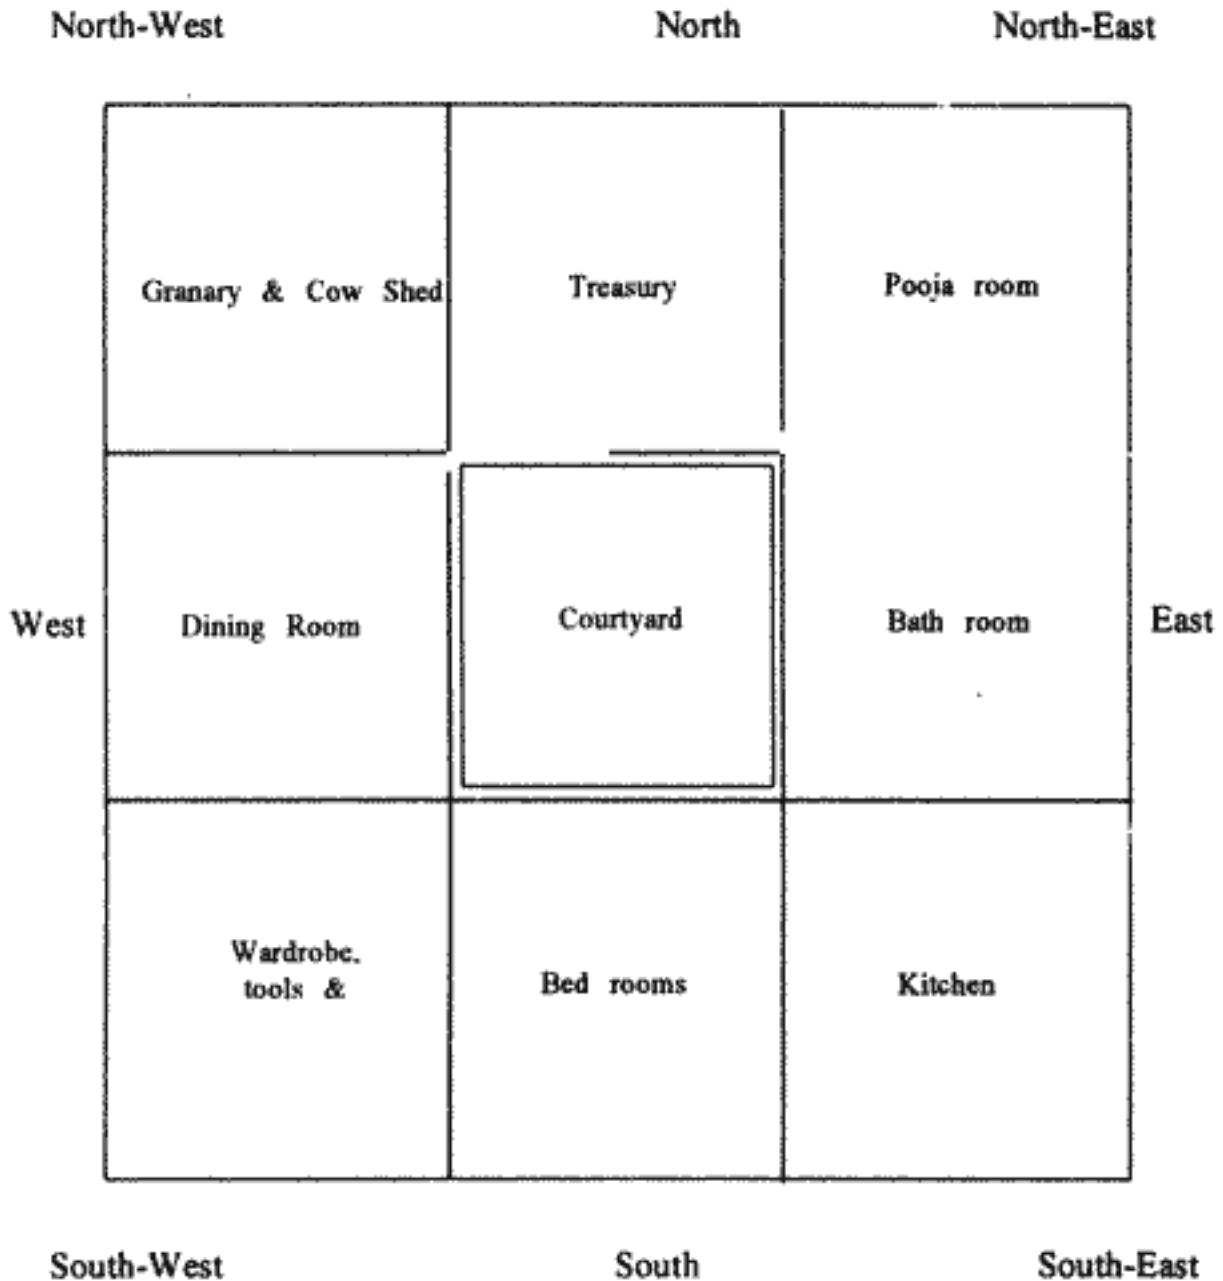 North-West North North-East
Granary & Cow Shed Treasury Pooja room
West Dining Room Courtyard Bath room East
Wardrobe.
tools & Bed rooms Kitchen
South-West South South-East